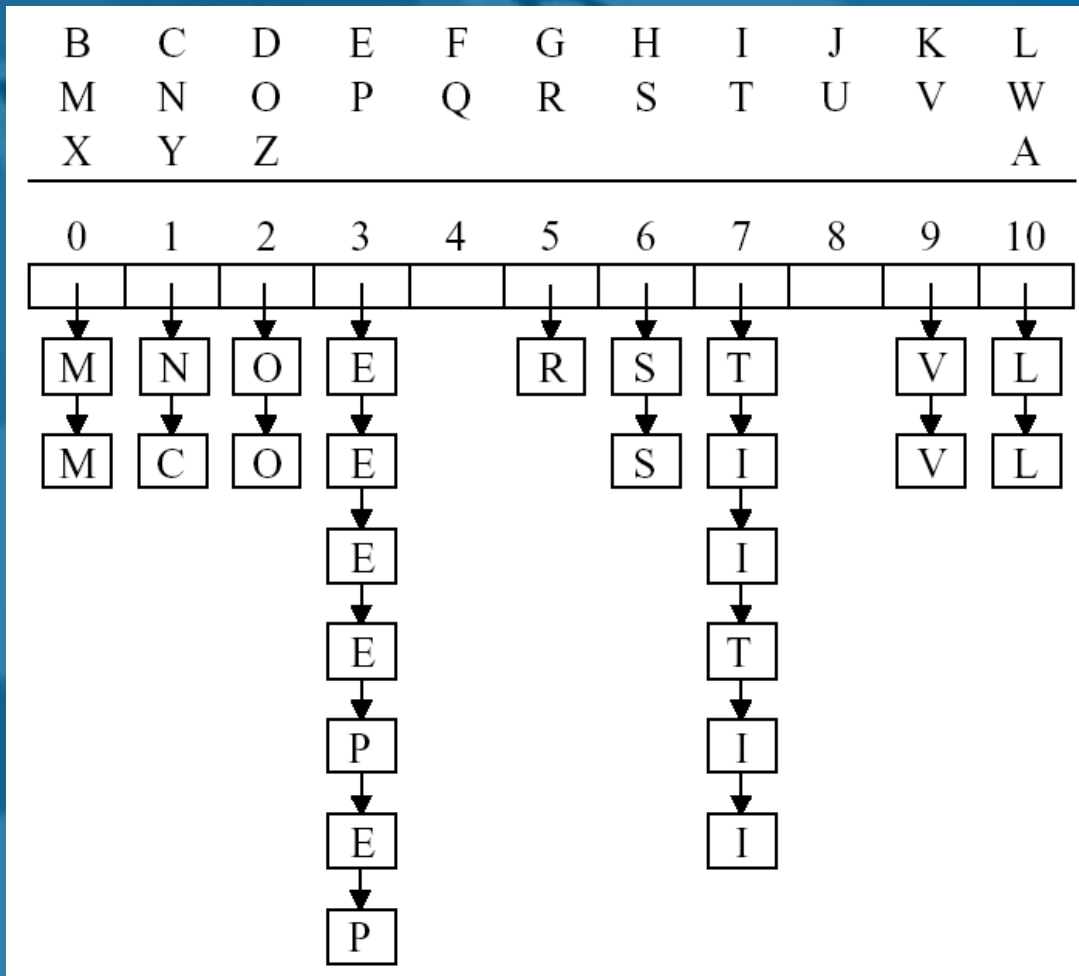 B C D E F G H I J K L
M N O P Q R S T U V W
X Y Z A
0 1 2 3 4 5 6 7 8 9 10
M N O E R S T V L
M C O E S I V L
E I
E T
P I
E I
P